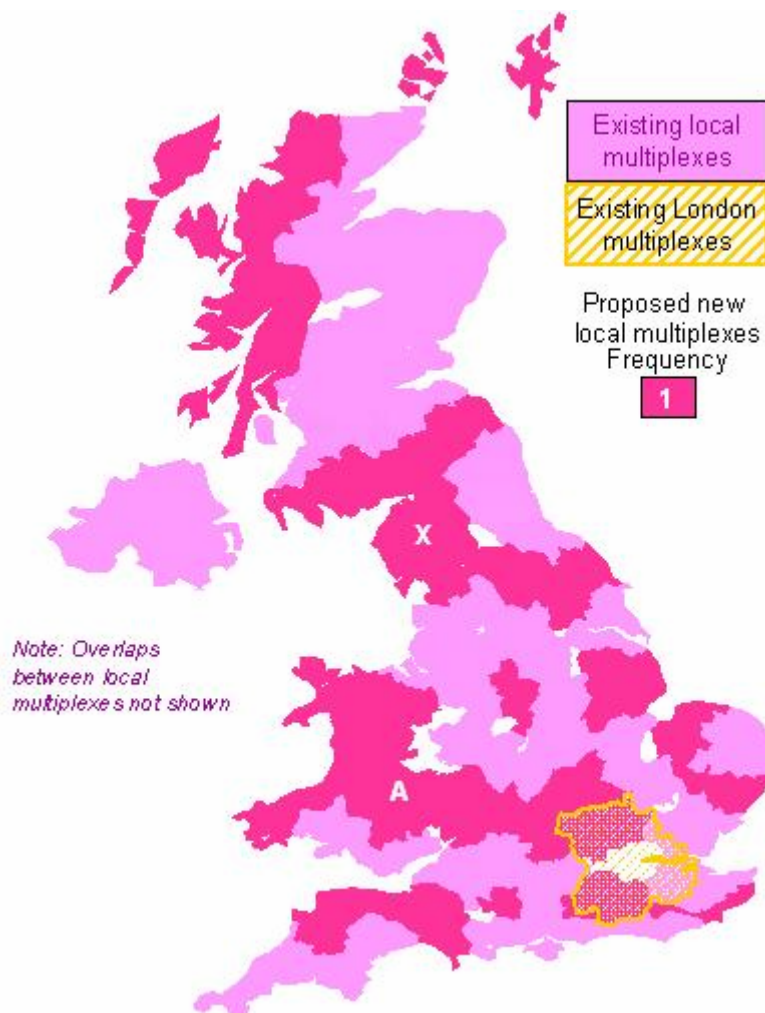 Existing local
multiplexes
Existing London
multiplexes
Proposed new
local multiplexes
Frequency
1
X
Note: Overlaps
between local
multiplexes not shown
A